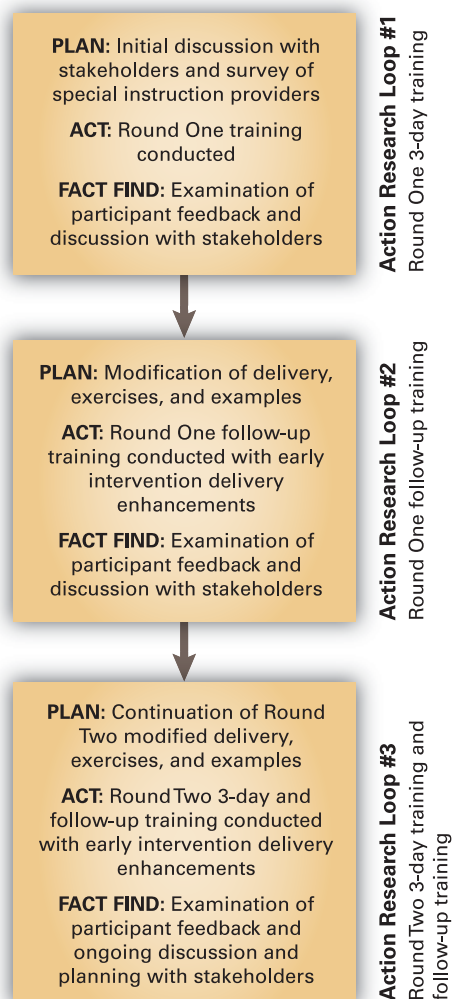 PLAN: Initial discussion with
stakeholders and survey of
special instruction providers
ACT: Round One training
conducted
FACT FIND: Examination of
participant feedback and
discussion with stakeholders
Action Research Loop #1
Round One 3-day training
PLAN: Modification of delivery,
exercises, and examples
ACT: Round One follow-up
training conducted with early
intervention delivery
enhancements
FACT FIND: Examination of
participant feedback and
discussion with stakeholders
Action Research Loop #2
Round One follow-up training
PLAN: Continuation of Round
Two modified delivery,
exercises, and examples
ACT: Round Two 3-day and
follow-up training conducted
with early intervention delivery
enhancements
FACT FIND: Examination of
participant feedback and
ongoing discussion and
planning with stakeholders
Action Research Loop #3
Round Two 3-day training and
follow-up training